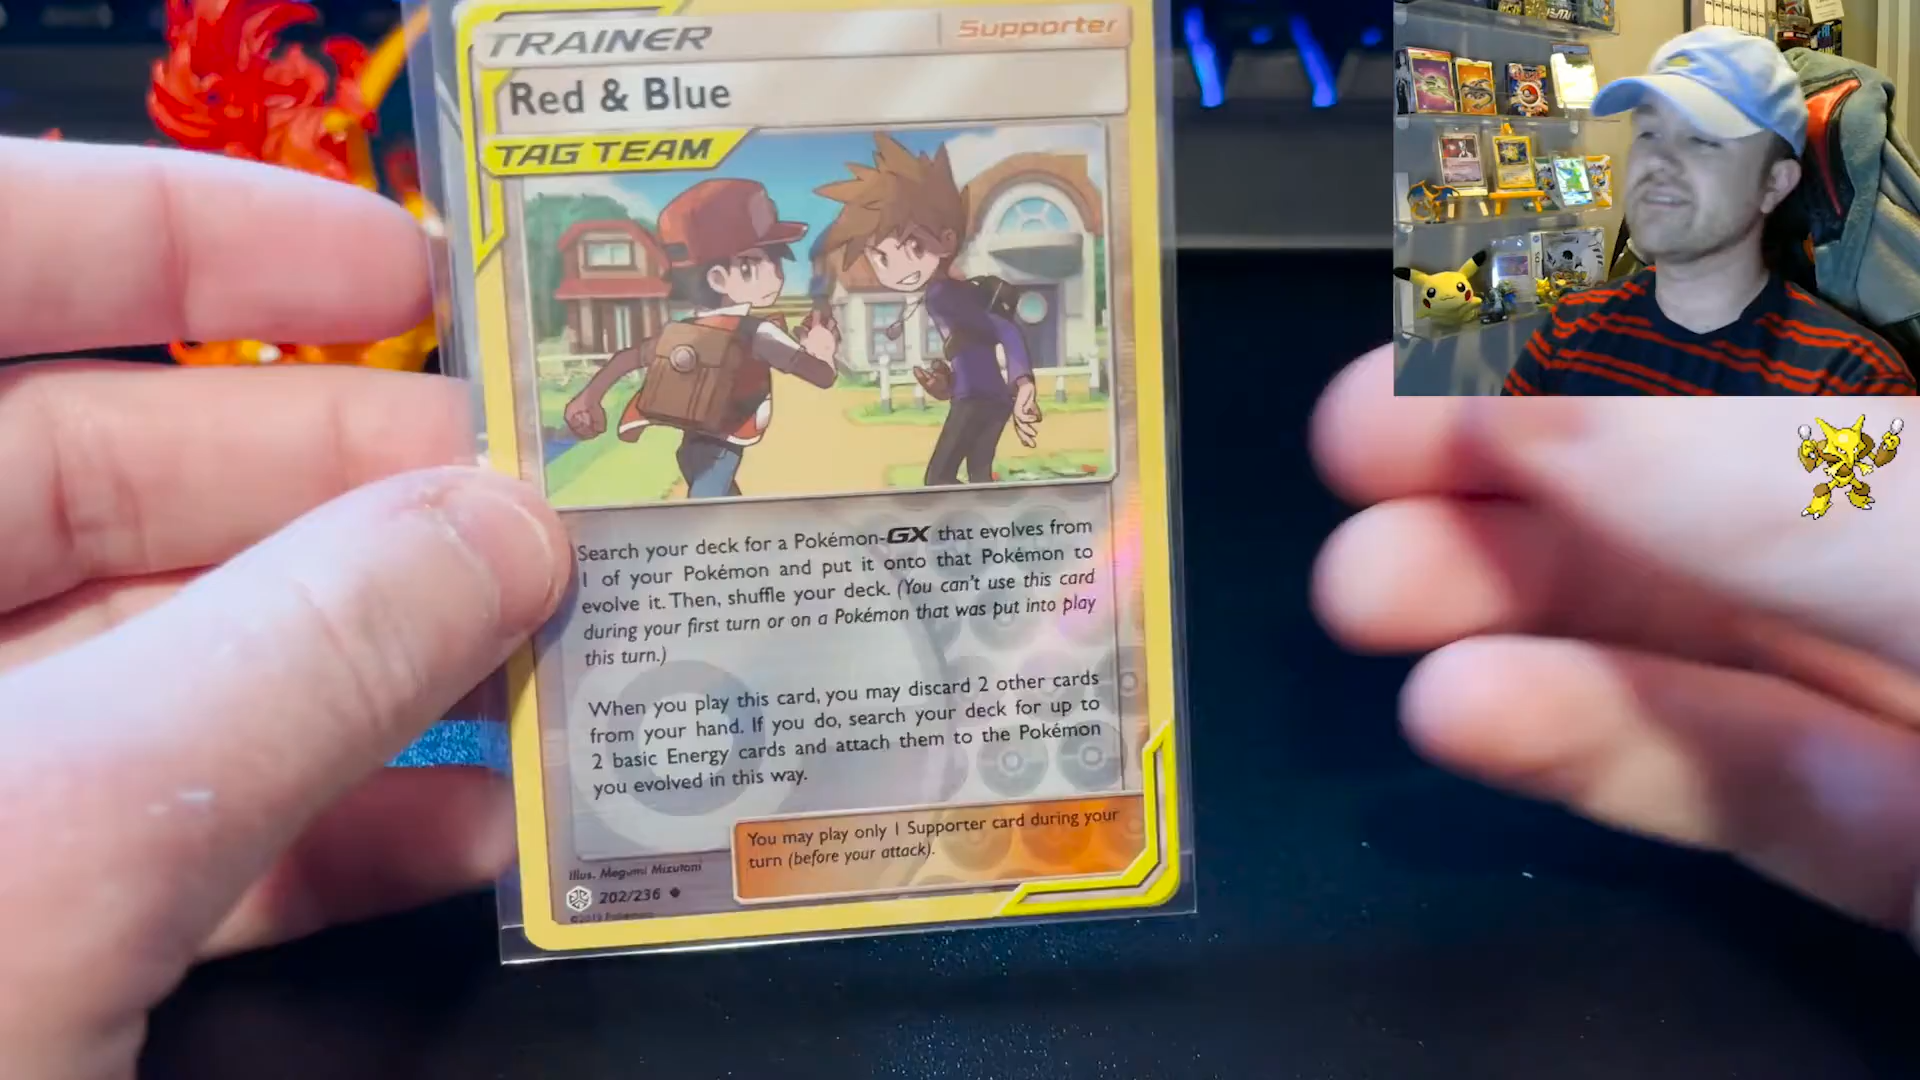 TRAINER
Supporter
Red & Blue
TAG TEAM
Search your deck for a Pokémon-GX that evolves from
1 of your Pokémon and put it onto that Pokémon to
evolve it. Then, shuffle your deck. (You can't use this card
during your first turn or on a Pokémon that was put into play
this turn.)
When you play this card, you may discard 2 other cards
from your hand. If you do, search your deck for up to
2 basic Energy cards and attach them to the Pokémon
you evolved in this way.
You may play only 1 Supporter card during your
turn (before your attack).
Illus. Megumi Mizutani
202/236
©2019 Pokémon